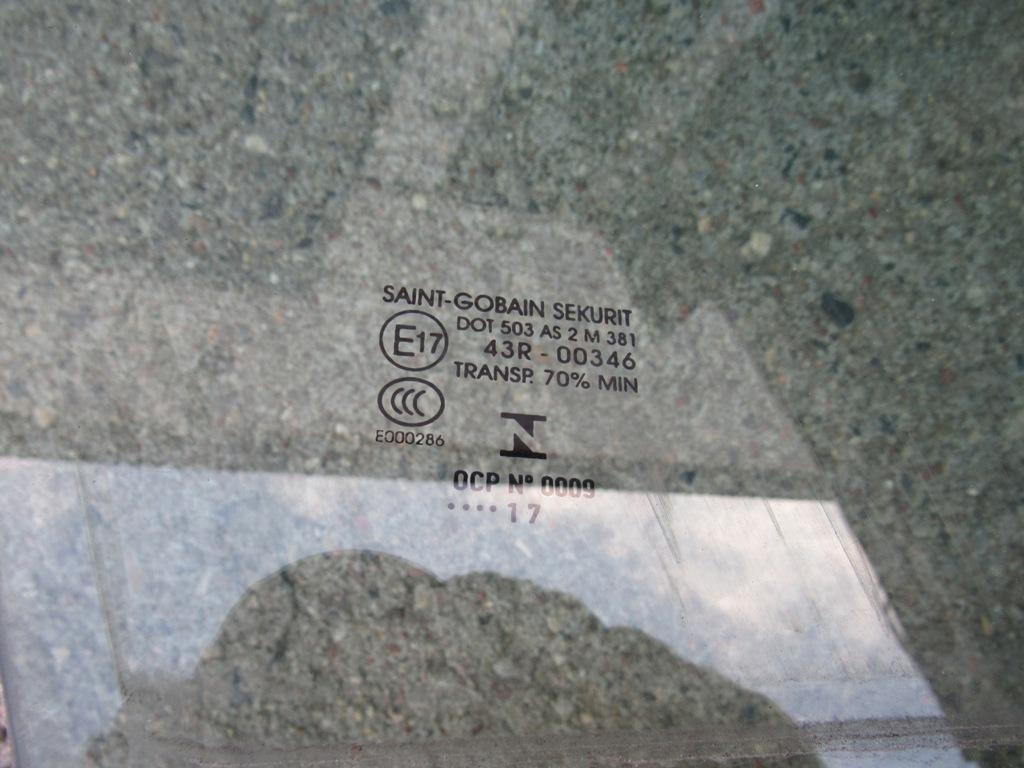 SAINT-GOBAIN SEKURIT
DOT 503 AS 2 M 381
E17
43R - 00346
TRANSP. 70% MIN
CCC
E000286
OCP Nº 0009
.... 17